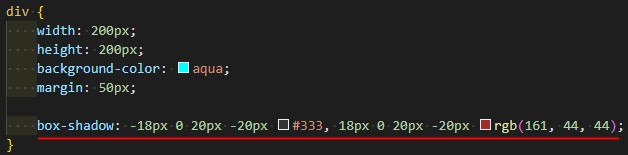 div {
width: 200px;
height: 200px;
background-color: aqua;
margin: 50px;
box-shadow: -18px 0 20px -20px #333, 18px 0 20px -20px rgb(161, 44, 44);
}